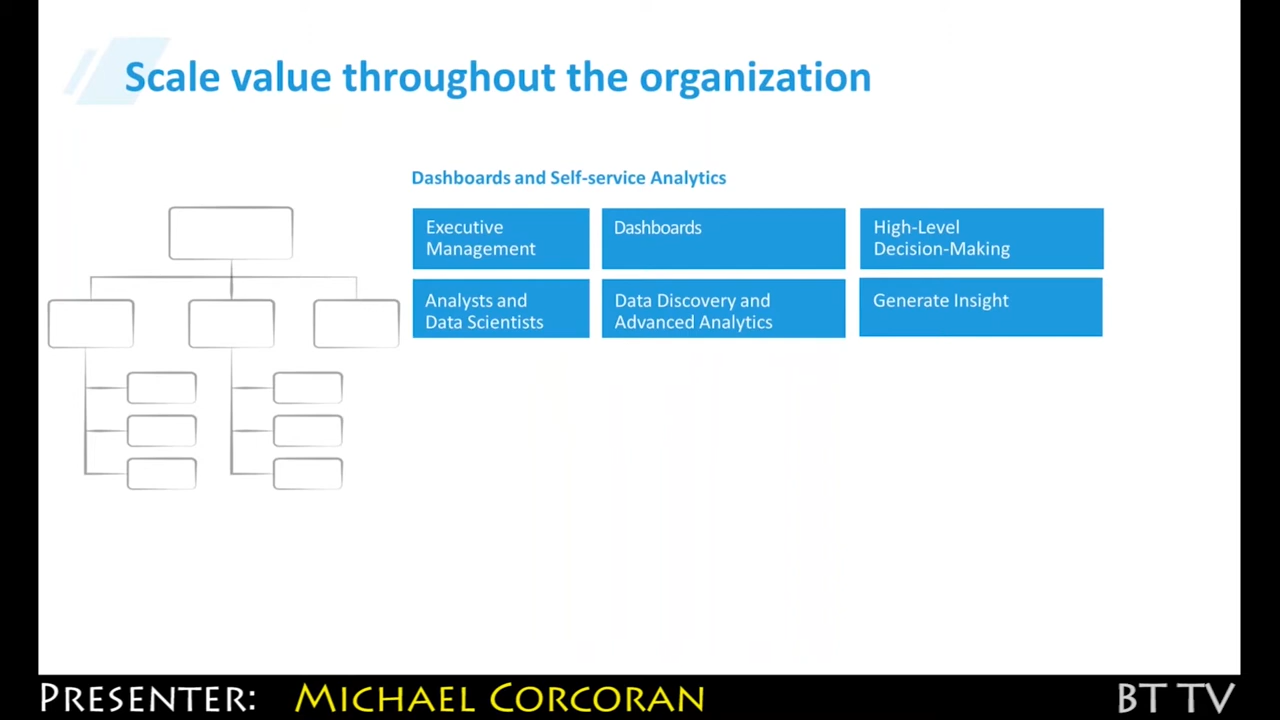 Scale value throughout the organization
Dashboards and Self-service Analytics
Executive
Management
Dashboards
High-Level
Decision-Making
Analysts and
Data Scientists
Data Discovery and
Advanced Analytics
Generate Insight
PRESENTER: MICHAEL CORCORAN
BT TV